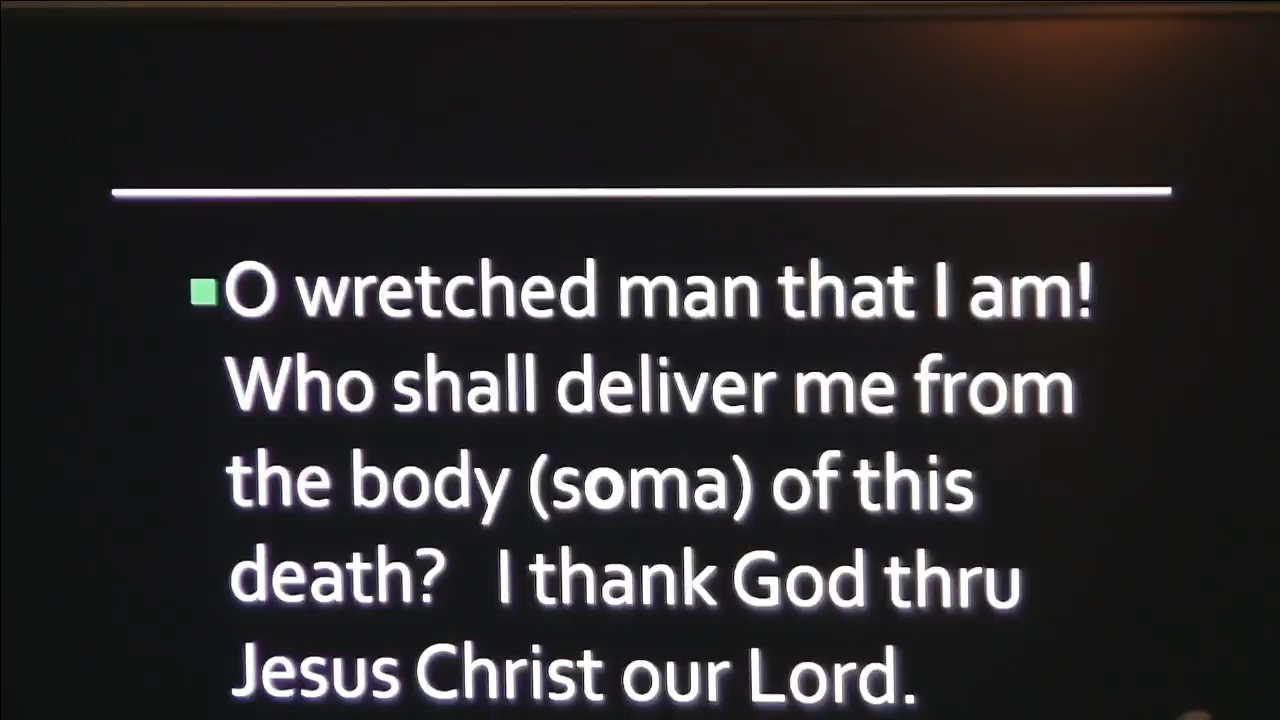 O wretched man that I am!
Who shall deliver me from
the body (soma) of this
death? I thank God thru
Jesus Christ our Lord.